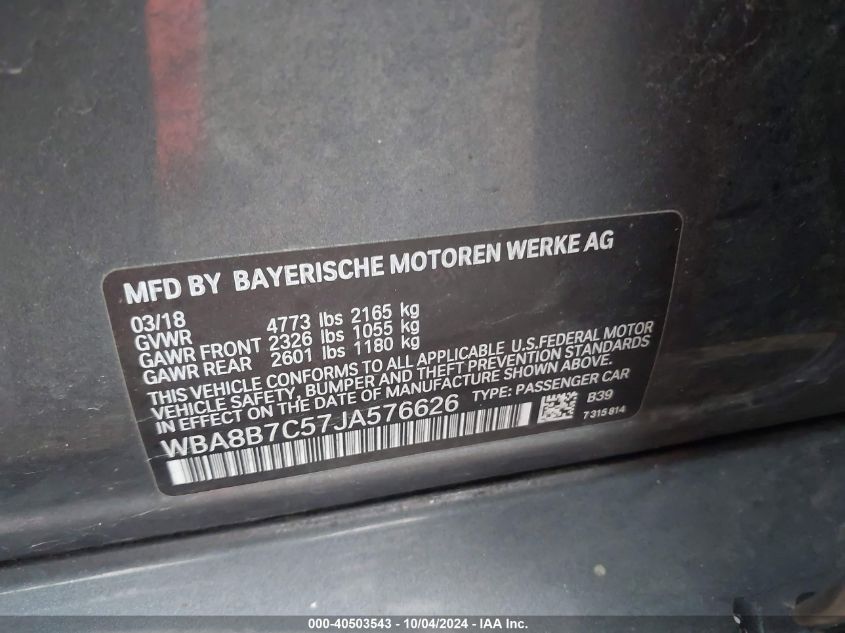 MFD BY BAYERISCHE MOTOREN WERKE AG
03/18
GVWR 4773 lbs 2165 kg
GAWR FRONT 2326 lbs 1055 kg
GAWR REAR 2601 lbs 1180 kg
THIS VEHICLE CONFORMS TO ALL APPLICABLE U.S.FEDERAL MOTOR
VEHICLE SAFETY, BUMPER AND THEFT PREVENTION STANDARDS
IN EFFECT ON THE DATE OF MANUFACTURE SHOWN ABOVE.
WBA8B7C57JA576626 TYPE: PASSENGER CAR
B39
7 315 814
000-40503543 - 10/04/2024 - IAA Inc.